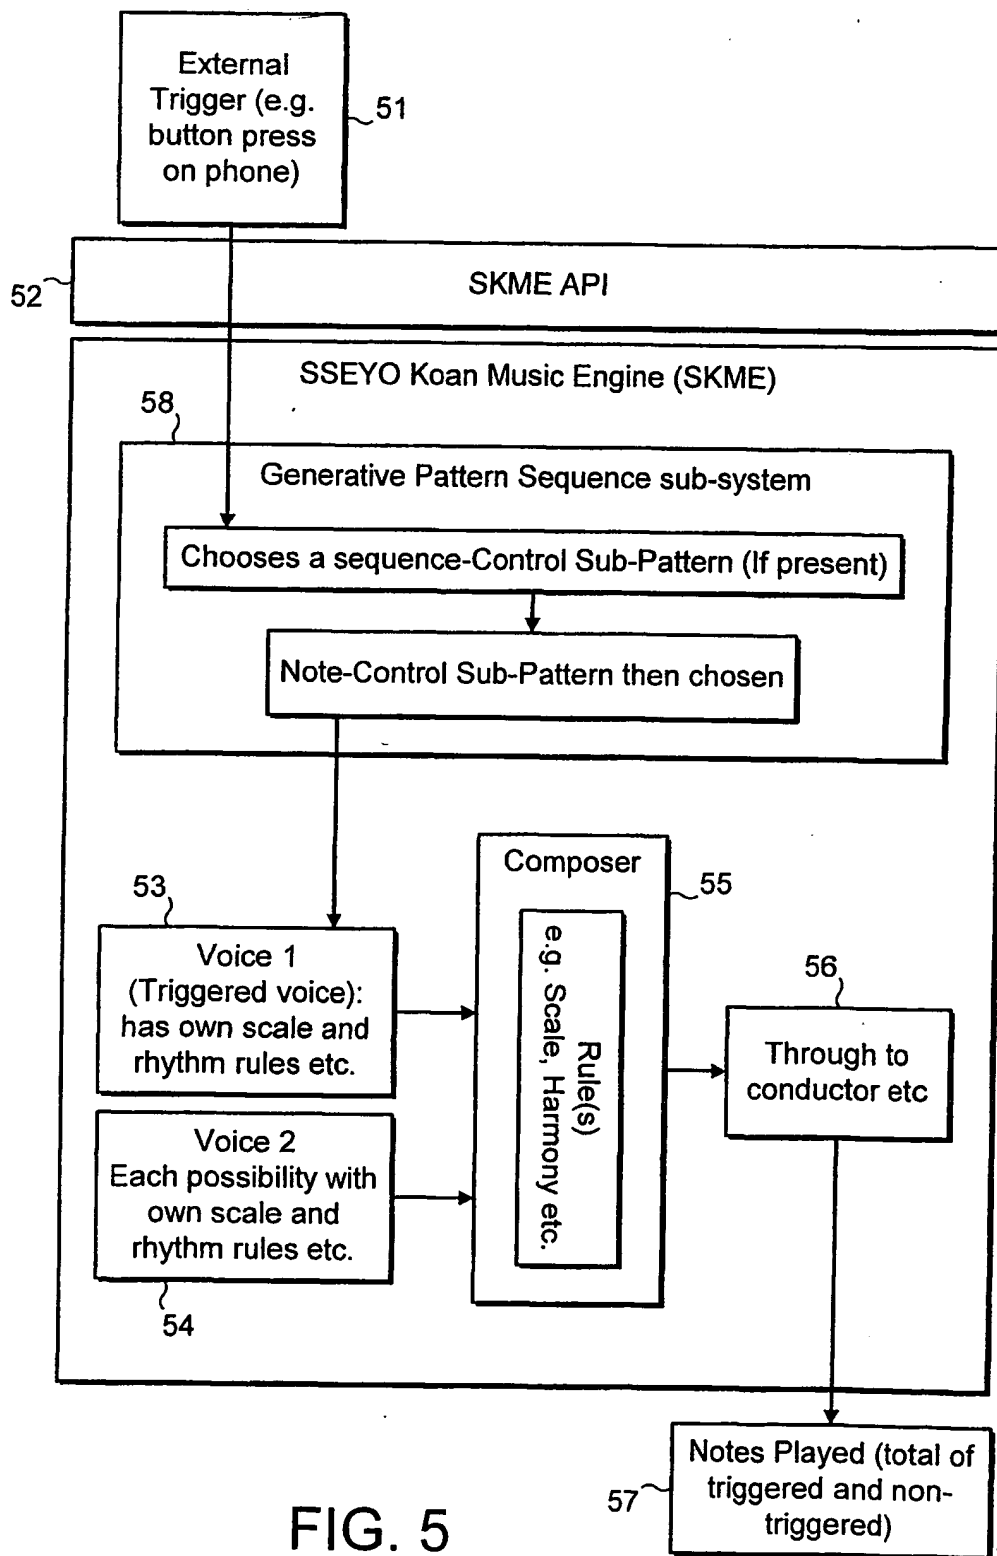 External
Trigger (e.g.
button press
on phone)
51
52
SKME API
SSEYO Koan Music Engine (SKME)
58
Generative Pattern Sequence sub-system
Chooses a sequence-Control Sub-Pattern (If present)
Note-Control Sub-Pattern then chosen
53
Voice 1
(Triggered voice):
has own scale and
rhythm rules etc.
Voice 2
Each possibility with
own scale and
rhythm rules etc.
54
Composer
55
Rule(s)
e.g. Scale, Harmony etc.
56
Through to
conductor etc
57
Notes Played (total of
triggered and non-
triggered)
FIG. 5